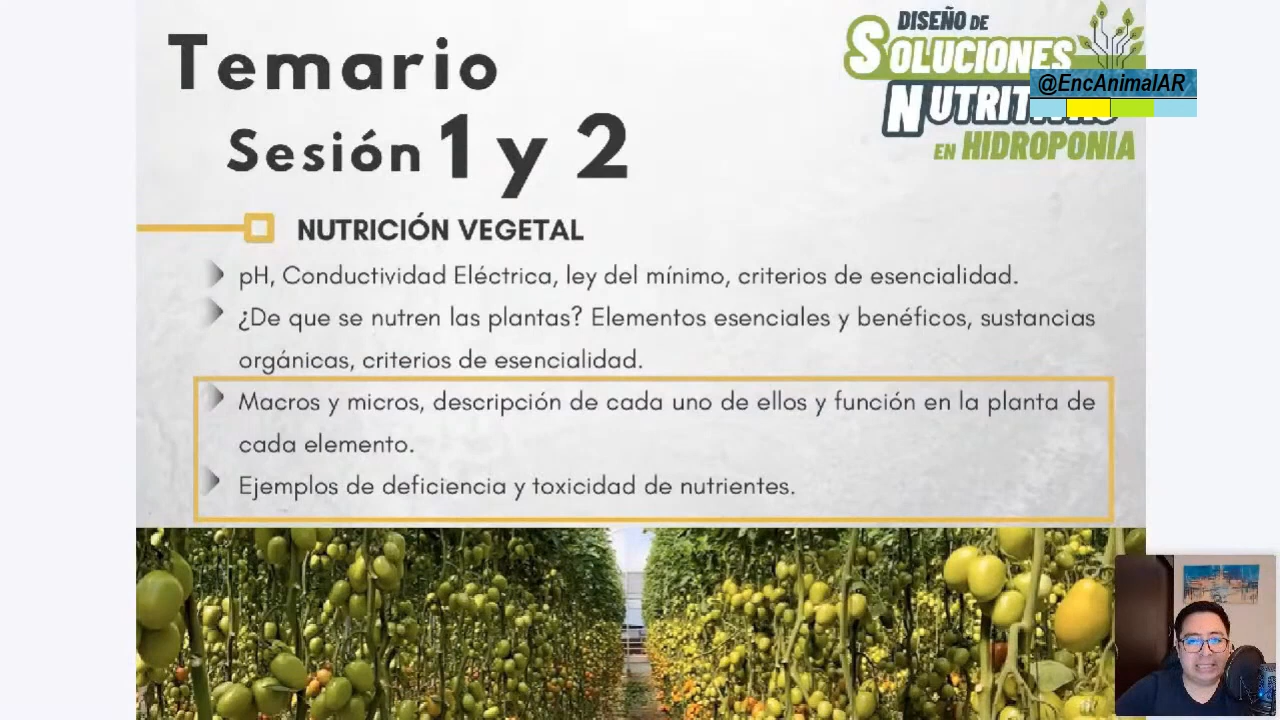 Temario
Sesión 1 y 2
DISEÑO DE
SOLUCIONES
@EncAnimalAR
EN HIDROPONIA
NUTRICIÓN VEGETAL
pH, Conductividad Eléctrica, ley del mínimo, criterios de esencialidad.
¿De que se nutren las plantas? Elementos esenciales y benéficos, sustancias
orgánicas, criterios de esencialidad.
Macros y micros, descripción de cada uno de ellos y función en la planta de
cada elemento.
Ejemplos de deficiencia y toxicidad de nutrientes.